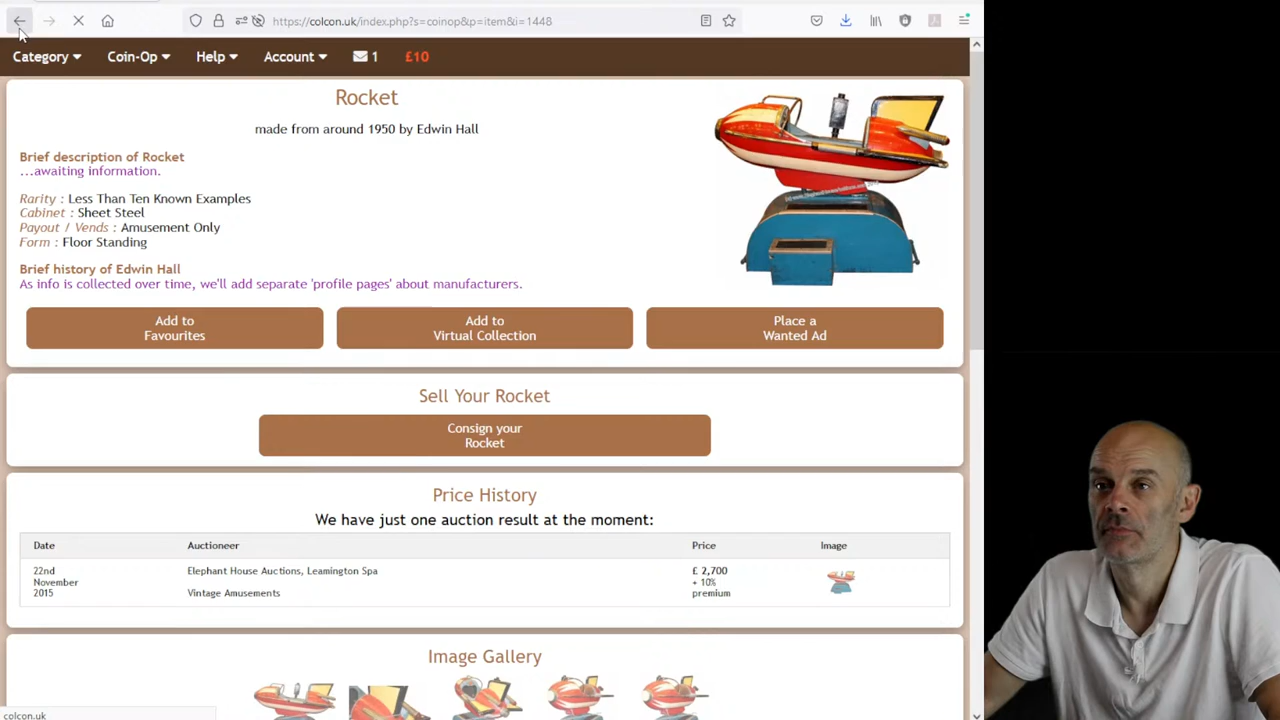 https://colcon.uk/index.php?s=coinop&p=item&i=1448
Category Coin-Op Help Account 1 £10
Rocket
made from around 1950 by Edwin Hall
Brief description of Rocket
...awaiting information.
Rarity : Less Than Ten Known Examples
Cabinet : Sheet Steel
Payout / Vends : Amusement Only
Form : Floor Standing
Brief history of Edwin Hall
As info is collected over time, we'll add separate 'profile pages' about manufacturers.
Add to
Favourites
Add to
Virtual Collection
Place a
Wanted Ad
Sell Your Rocket
Consign your
Rocket
Price History
We have just one auction result at the moment:
Date Auctioneer Price Image
22nd
November
2015
Elephant House Auctions, Leamington Spa
Vintage Amusements
£ 2,700
+ 10%
premium
Image Gallery
colcon.uk